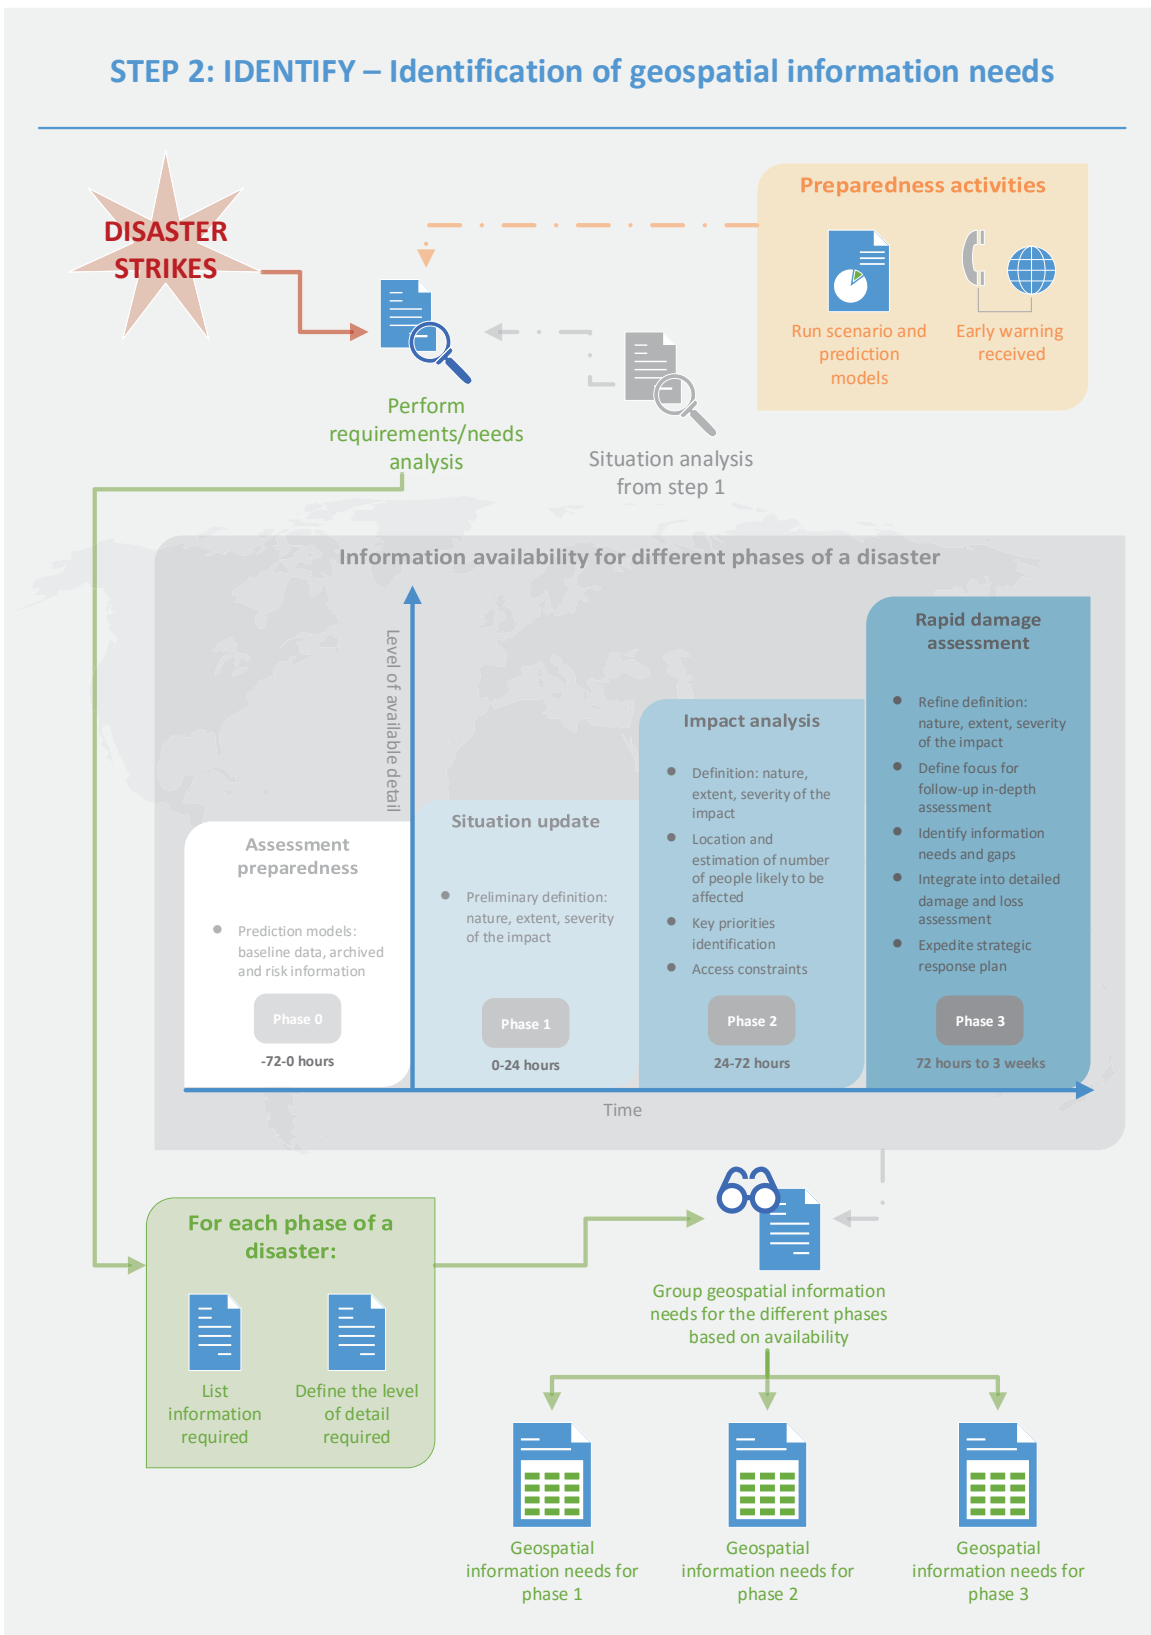 STEP 2: IDENTIFY – Identification of geospatial information needs
DISASTER
STRIKES
Preparedness activities
Run scenario and
prediction
models
Early warning
received
Perform
requirements/needs
analysis
Situation analysis
from step 1
Information availability for different phases of a disaster
Level of available detail
Assessment
preparedness
• Prediction models:
baseline data, archived
and risk information
Phase 0
-72-0 hours
Situation update
• Preliminary definition:
nature, extent, severity
of the impact
Phase 1
0-24 hours
Impact analysis
• Definition: nature,
extent, severity of the
impact
• Location and
estimation of number
of people likely to be
affected
• Key priorities
identification
• Access constraints
Phase 2
24-72 hours
Rapid damage
assessment
• Refine definition:
nature, extent, severity
of the impact
• Define focus for
follow-up in-depth
assessment
• Identify information
needs and gaps
• Integrate into detailed
damage and loss
assessment
• Expedite strategic
response plan
Phase 3
72 hours to 3 weeks
Time
For each phase of a
disaster:
List
information
required
Define the level
of detail
required
Group geospatial information
needs for the different phases
based on availability
Geospatial
information needs for
phase 1
Geospatial
information needs for
phase 2
Geospatial
information needs for
phase 3